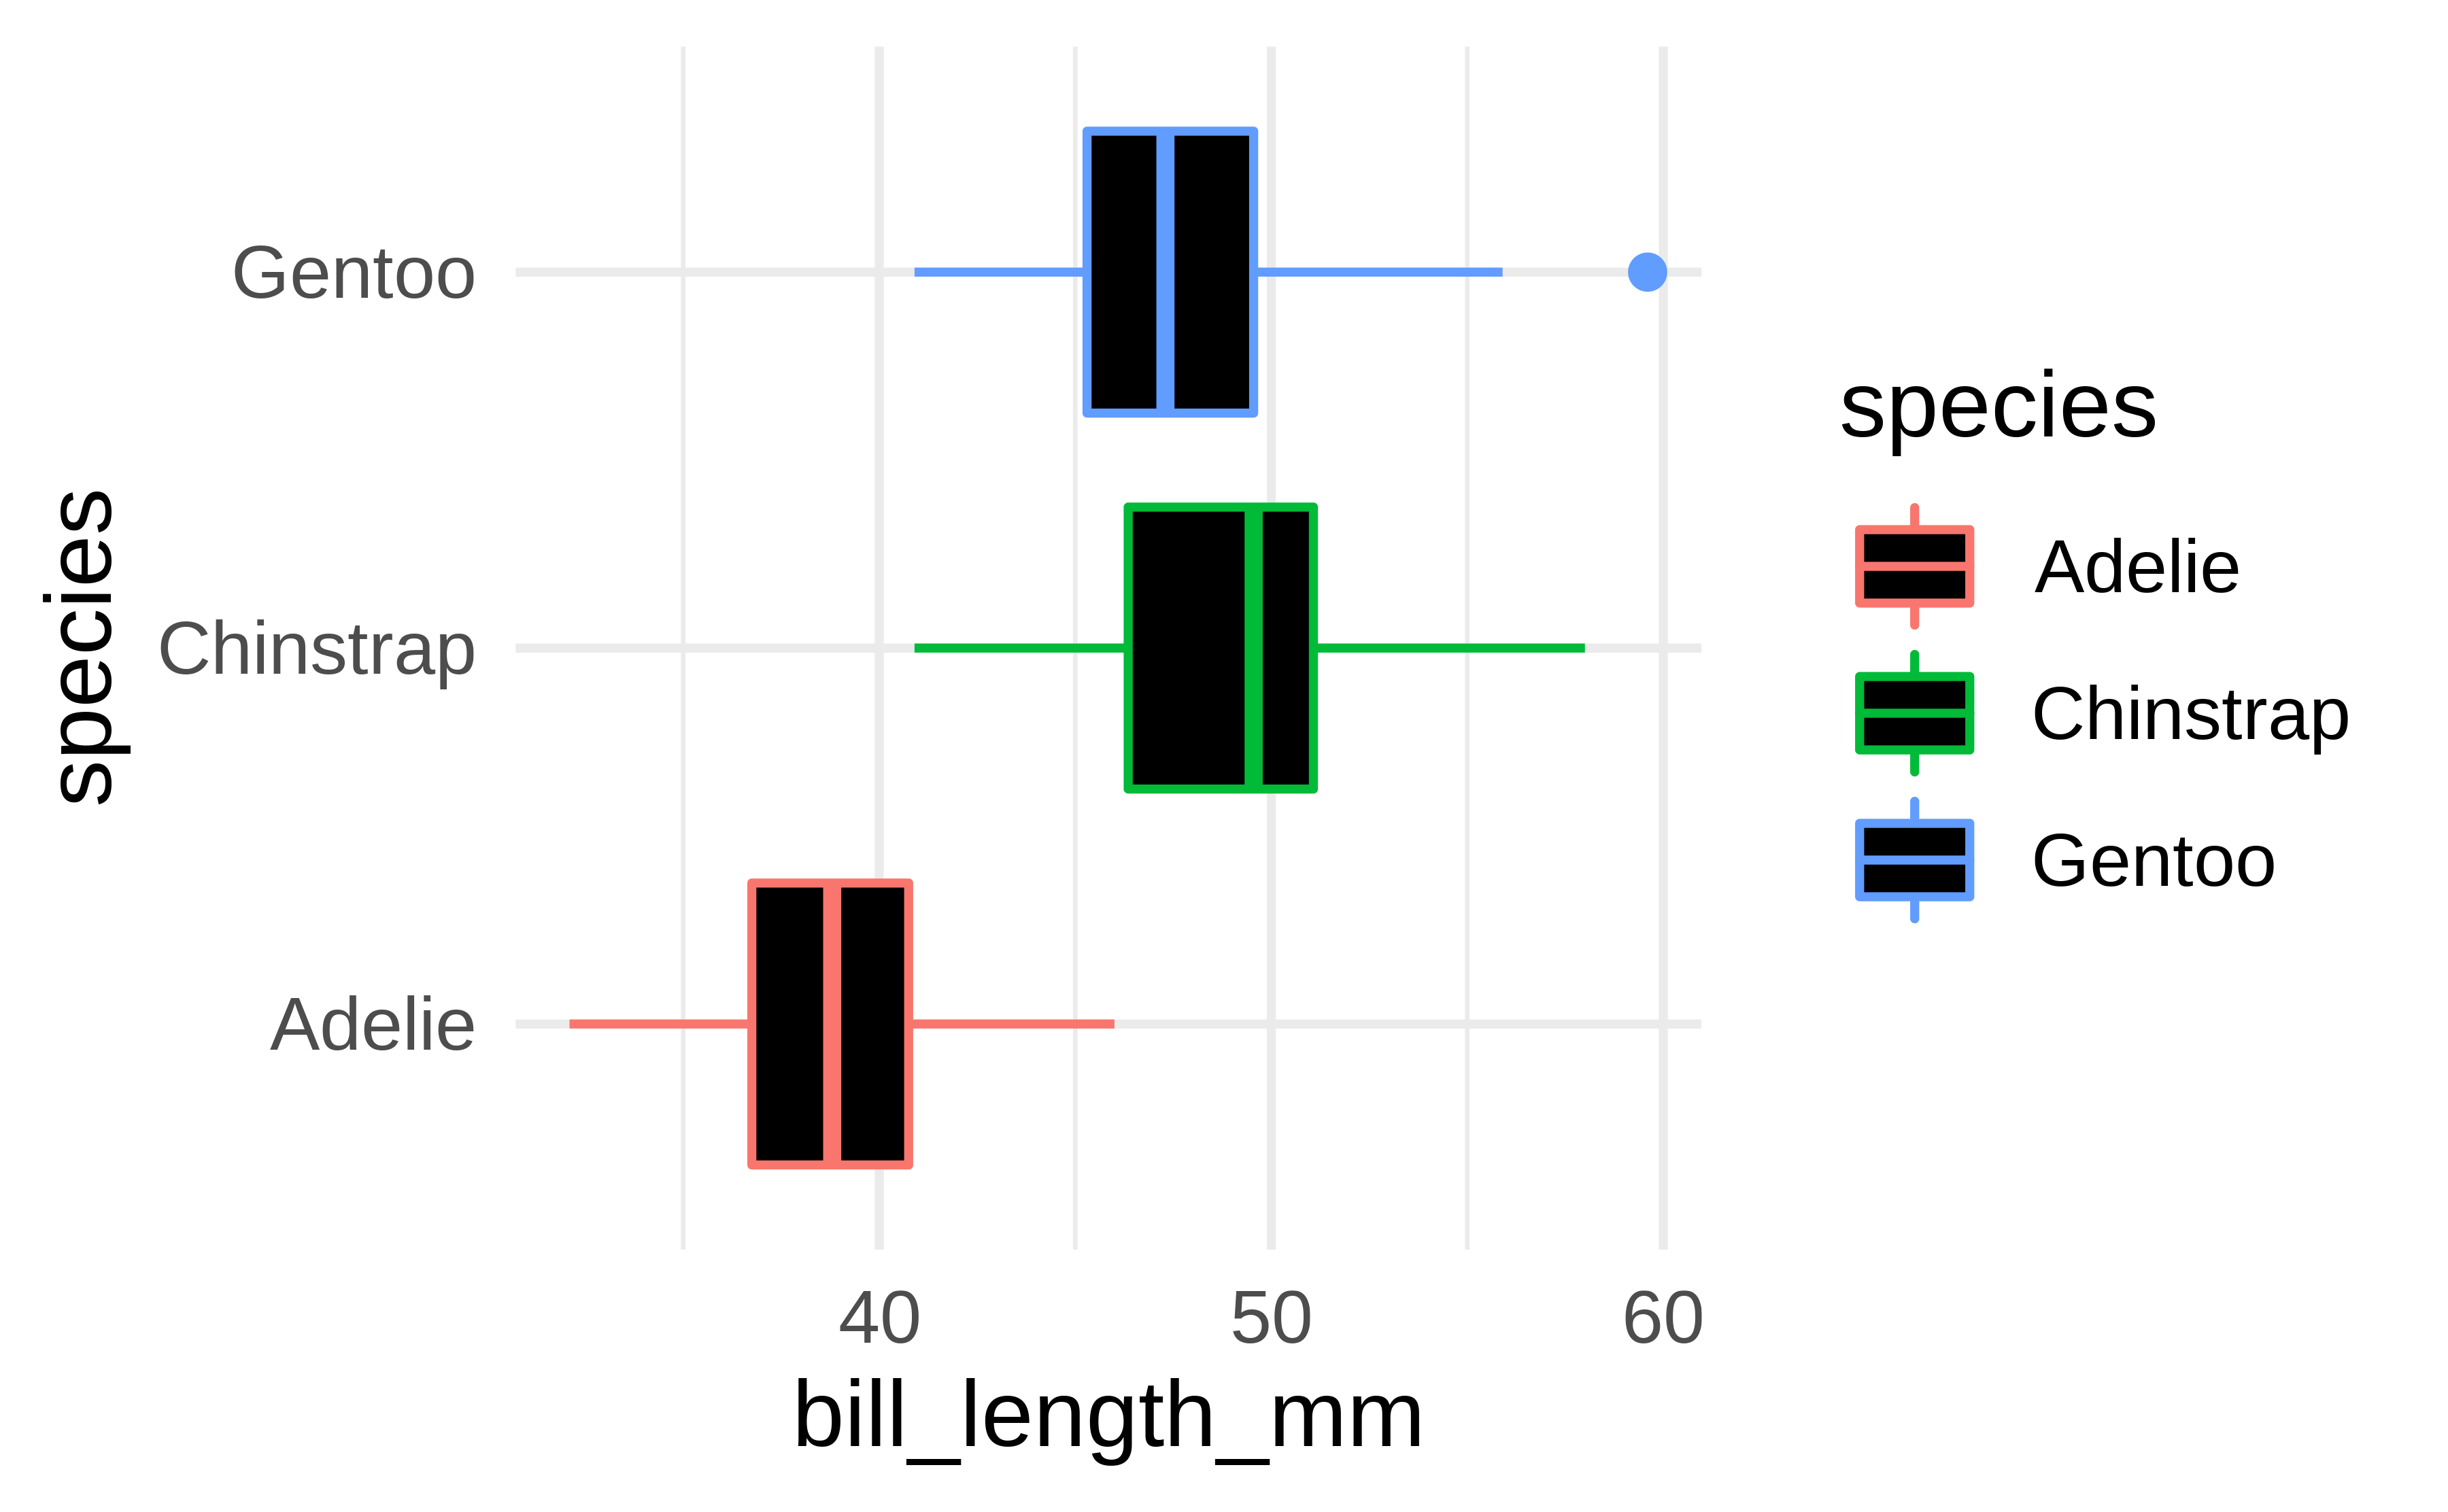 species
Gentoo
Chinstrap
Adelie
40 50 60
bill_length_mm
species
Adelie
Chinstrap
Gentoo